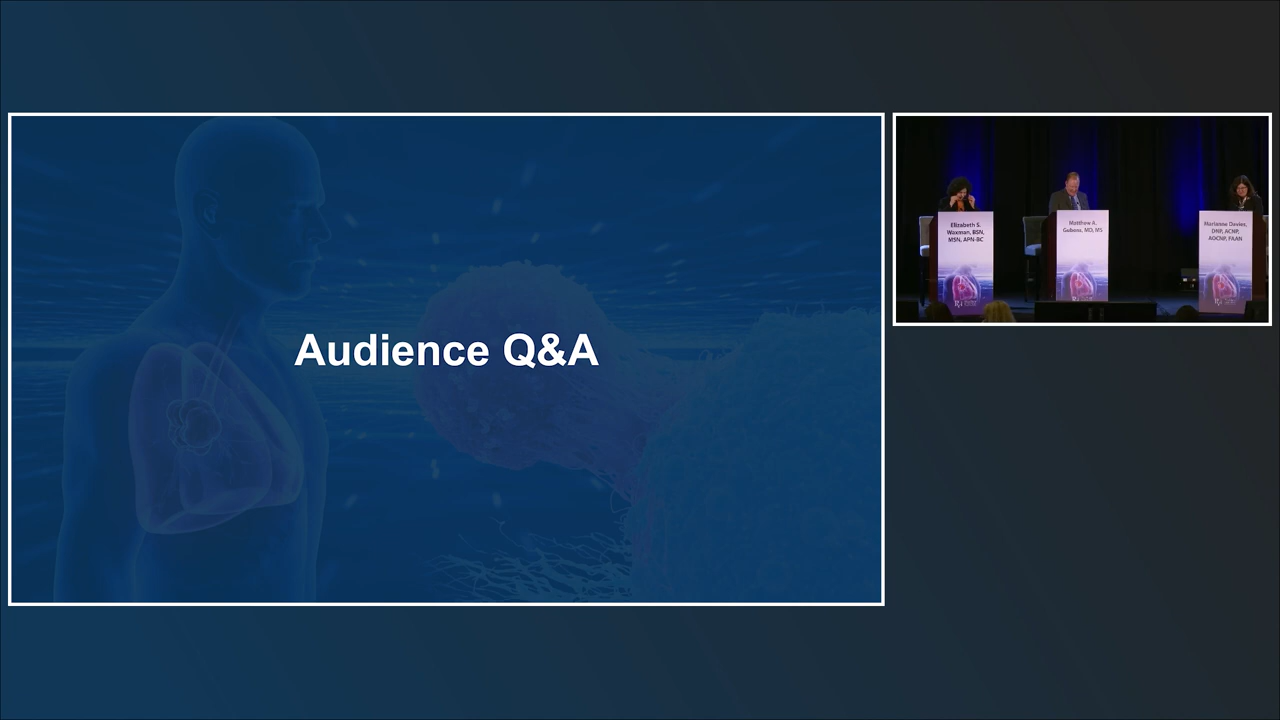 Audience Q&A
Elizabeth S.
Waxman, BSN,
MSN, APN-BC
Matthew A.
Gubens, MD, MS
Marianne Davies,
DNP, ACNP,
AOCNP, FAAN